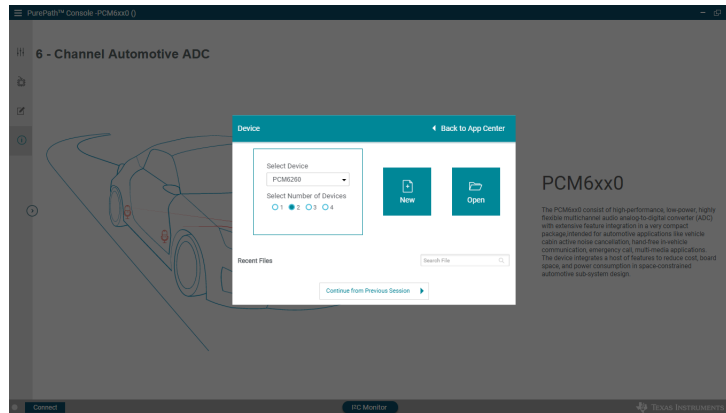 PurePath™ Console -PCM6xx0 ()
6 - Channel Automotive ADC
Device
Back to App Center
Select Device
PCM6260
Select Number of Devices
1 2 3 4
New
Open
Recent Files
Search File
Continue from Previous Session
PCM6xx0
The PCM6xx0 consist of high-performance, low-power, highly
flexible multichannel audio analog-to-digital converter (ADC)
with extensive feature integration in a very compact
package,intended for automotive applications like vehicle
cabin active noise cancellation, hand-free in-vehicle
communication, emergency call, multi-media applications.
The device integrates a host of features to reduce cost, board
space, and power consumption in space-constrained
automotive sub-system design.
Connect
I²C Monitor
TEXAS INSTRUMENTS